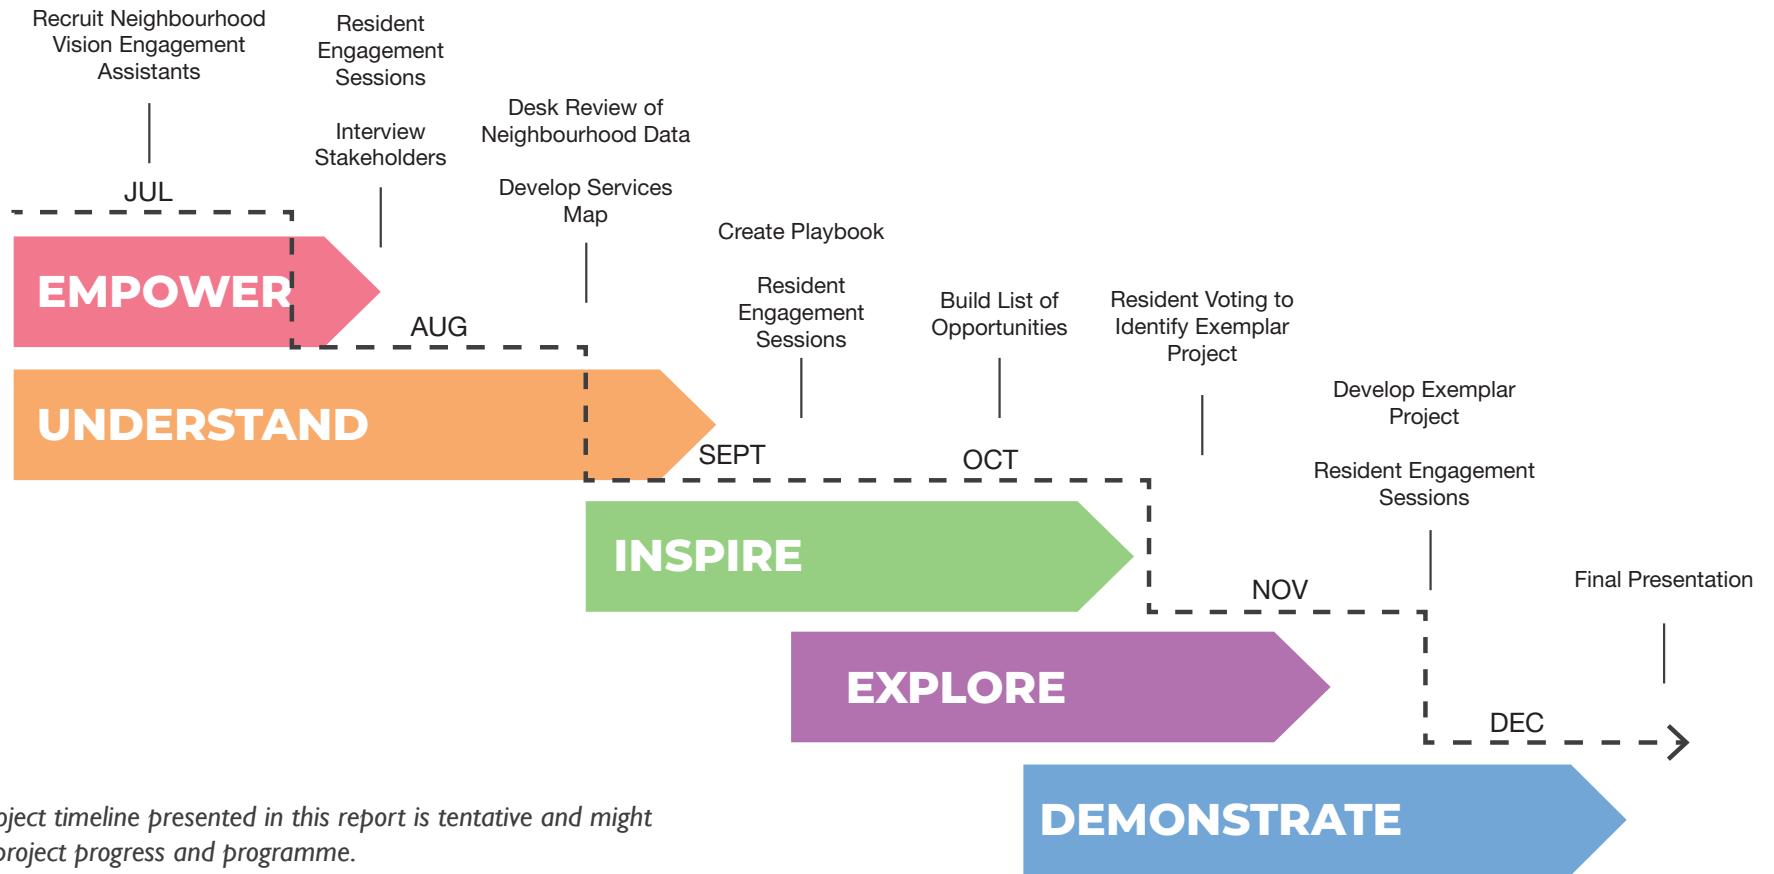 Recruit Neighbourhood
Vision Engagement
Assistants
JUL
Resident
Engagement
Sessions
Interview
Stakeholders
AUG
Desk Review of
Neighbourhood Data
Develop Services
Map
SEPT
Create Playbook
Resident
Engagement
Sessions
Build List of
Opportunities
OCT
Resident Voting to
Identify Exemplar
Project
NOV
Develop Exemplar
Project
Resident Engagement
Sessions
Final Presentation
DEC
EMPOWER
UNDERSTAND
INSPIRE
EXPLORE
DEMONSTRATE
timeline presented in this report is tentative and might
project progress and programme.